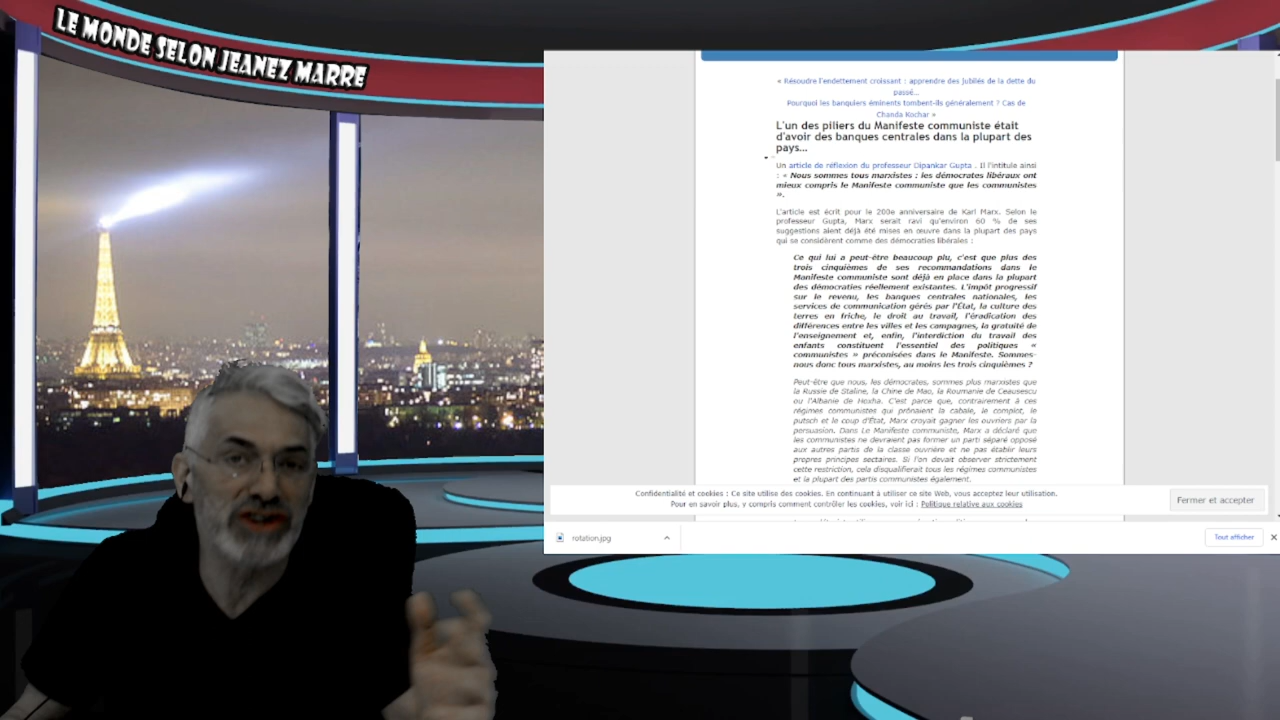 LE MONDE SELON JEANEZ MARRE
« Résoudre l'endettement croissant : apprendre des jubilés de la dette du
passé...
Pourquoi les banquiers éminents tombent-ils généralement ? Cas de
Chanda Kochar »
L'un des piliers du Manifeste communiste était
d'avoir des banques centrales dans la plupart des
pays...
Un article de réflexion du professeur Dipankar Gupta . Il l'intitule ainsi
: « Nous sommes tous marxistes : les démocrates libéraux ont
mieux compris le Manifeste communiste que les communistes
».
L'article est écrit pour le 200e anniversaire de Karl Marx. Selon le
professeur Gupta, Marx serait ravi qu'environ 60 % de ses
suggestions aient déjà été mises en œuvre dans la plupart des pays
qui se considèrent comme des démocraties libérales :
Ce qui lui a peut-être beaucoup plu, c'est que plus des
trois cinquièmes de ses recommandations dans le
Manifeste communiste sont déjà en place dans la plupart
des démocraties réellement existantes. L'impôt progressif
sur le revenu, les banques centrales nationales, les
services de communication gérés par l'État, la culture des
terres en friche, le droit au travail, l'éradication des
différences entre les villes et les campagnes, la gratuité de
l'enseignement et, enfin, l'interdiction du travail des
enfants constituent l'essentiel des politiques «
communistes » préconisées dans le Manifeste. Sommes-
nous donc tous marxistes, au moins les trois cinquièmes ?
Peut-être que nous, les démocrates, sommes plus marxistes que
la Russie de Staline, la Chine de Mao, la Roumanie de Ceausescu
ou l'Albanie de Hoxha. C'est parce que, contrairement à ces
régimes communistes qui prônaient la cabale, le complot, le
putsch et le coup d'État, Marx croyait gagner les ouvriers par la
persuasion. Dans Le Manifeste communiste, Marx a déclaré que
les communistes ne devraient pas former un parti séparé opposé
aux autres partis de la classe ouvrière et ne pas établir leurs
propres principes sectaires. Si l'on devait observer strictement
cette restriction, cela disqualifierait tous les régimes communistes
et la plupart des partis communistes également.
Confidentialité et cookies : Ce site utilise des cookies. En continuant à utiliser ce site Web, vous acceptez leur utilisation.
Pour en savoir plus, y compris comment contrôler les cookies, voir ici : Politique relative aux cookies
Fermer et accepter
rotation.jpg
Tout afficher